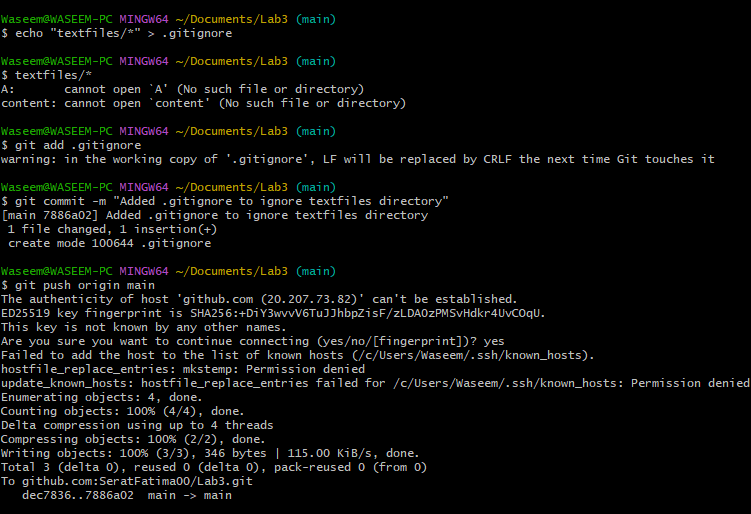 Waseem@WASEEM-PC MINGW64 ~/Documents/Lab3 (main)
$ echo "textfiles/*" > .gitignore
Waseem@WASEEM-PC MINGW64 ~/Documents/Lab3 (main)
$ textfiles/*
A:       cannot open `A' (No such file or directory)
content: cannot open `content' (No such file or directory)
Waseem@WASEEM-PC MINGW64 ~/Documents/Lab3 (main)
$ git add .gitignore
warning: in the working copy of '.gitignore', LF will be replaced by CRLF the next time Git touches it
Waseem@WASEEM-PC MINGW64 ~/Documents/Lab3 (main)
$ git commit -m "Added .gitignore to ignore textfiles directory"
[main 7886a02] Added .gitignore to ignore textfiles directory
 1 file changed, 1 insertion(+)
 create mode 100644 .gitignore
Waseem@WASEEM-PC MINGW64 ~/Documents/Lab3 (main)
$ git push origin main
The authenticity of host 'github.com (20.207.73.82)' can't be established.
ED25519 key fingerprint is SHA256:+DiY3wvvV6TuJJhbpZisF/zLDA0zPMSvHdkr4UvCOqU.
This key is not known by any other names.
Are you sure you want to continue connecting (yes/no/[fingerprint])? yes
Failed to add the host to the list of known hosts (/c/Users/Waseem/.ssh/known_hosts).
hostfile_replace_entries: mkstemp: Permission denied
update_known_hosts: hostfile_replace_entries failed for /c/Users/Waseem/.ssh/known_hosts: Permission denied
Enumerating objects: 4, done.
Counting objects: 100% (4/4), done.
Delta compression using up to 4 threads
Compressing objects: 100% (2/2), done.
Writing objects: 100% (3/3), 346 bytes | 115.00 KiB/s, done.
Total 3 (delta 0), reused 0 (delta 0), pack-reused 0 (from 0)
To github.com:SeratFatima00/Lab3.git
   dec7836..7886a02  main -> main